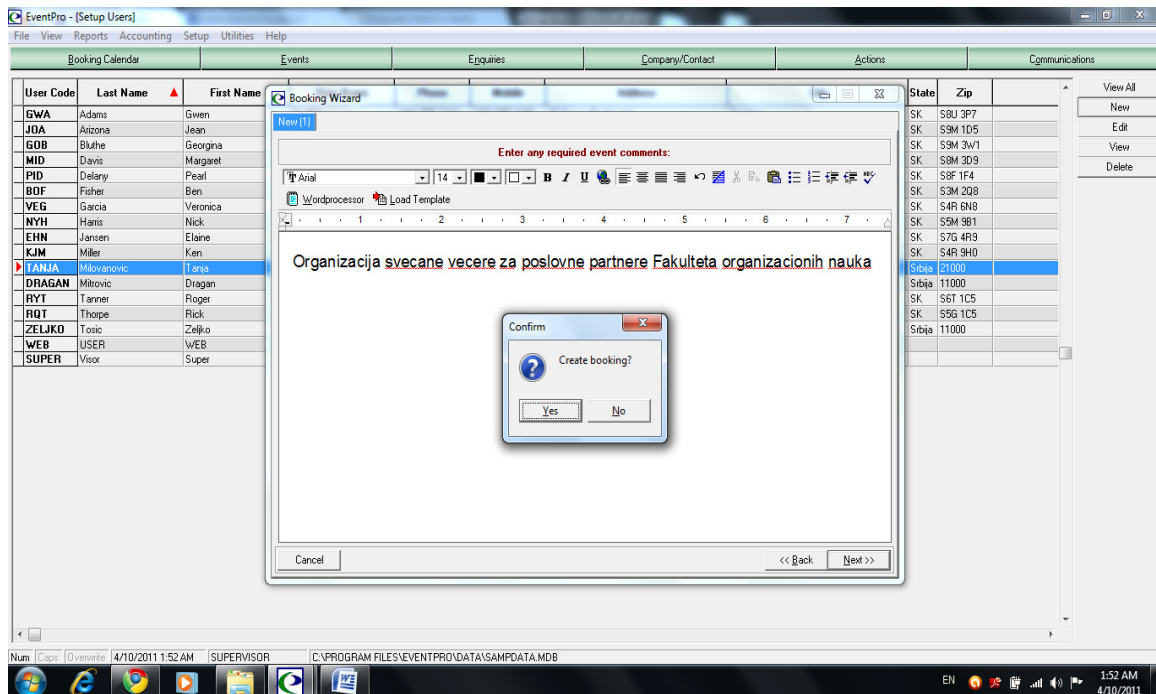 EventPro - [Setup Users]
File View Reports Accounting Setup Utilities Help
Booking Calendar Events Enquiries Company/Contact Actions Communications
User Code Last Name First Name State Zip
GWA Adams Gwen SK S8U 3P7
JOA Arizona Jean SK S9M 1D5
GOB Bluthe Georgina SK S9M 3W1
MID Davis Margaret SK S8M 3D9
PID Delany Pearl SK S8F 1F4
BOF Fisher Ben SK S3M 2Q8
VEG Garcia Veronica SK S4R 6N8
NYH Harris Nick SK S5M 9B1
EHN Jansen Elaine SK S7G 4R9
KJM Miller Ken SK S4R 9H0
TANJA Milovanovic Tanja Srbija 21000
DRAGAN Mitrovic Dragan Srbija 11000
RYT Tanner Roger SK S6T 1C5
RQT Thorpe Rick SK S5G 1C5
ZELJKO Tosic Zeljko Srbija 11000
WEB USER WEB
SUPER Visor Super
View All
New
Edit
View
Delete
Booking Wizard
New (1)
Enter any required event comments:
Arial 14 B I U
Wordprocessor Load Template
1 2 3 4 5 6 7
Organizacija svecane vecere za poslovne partnere Fakulteta organizacionih nauka
Confirm
Create booking?
Yes No
Cancel << Back Next >>
Num Caps Overwrite 4/10/2011 1:52 AM SUPERVISOR C:\PROGRAM FILES\EVENTPRO\DATA\SAMPDATA.MDB
EN 1:52 AM
4/10/2011